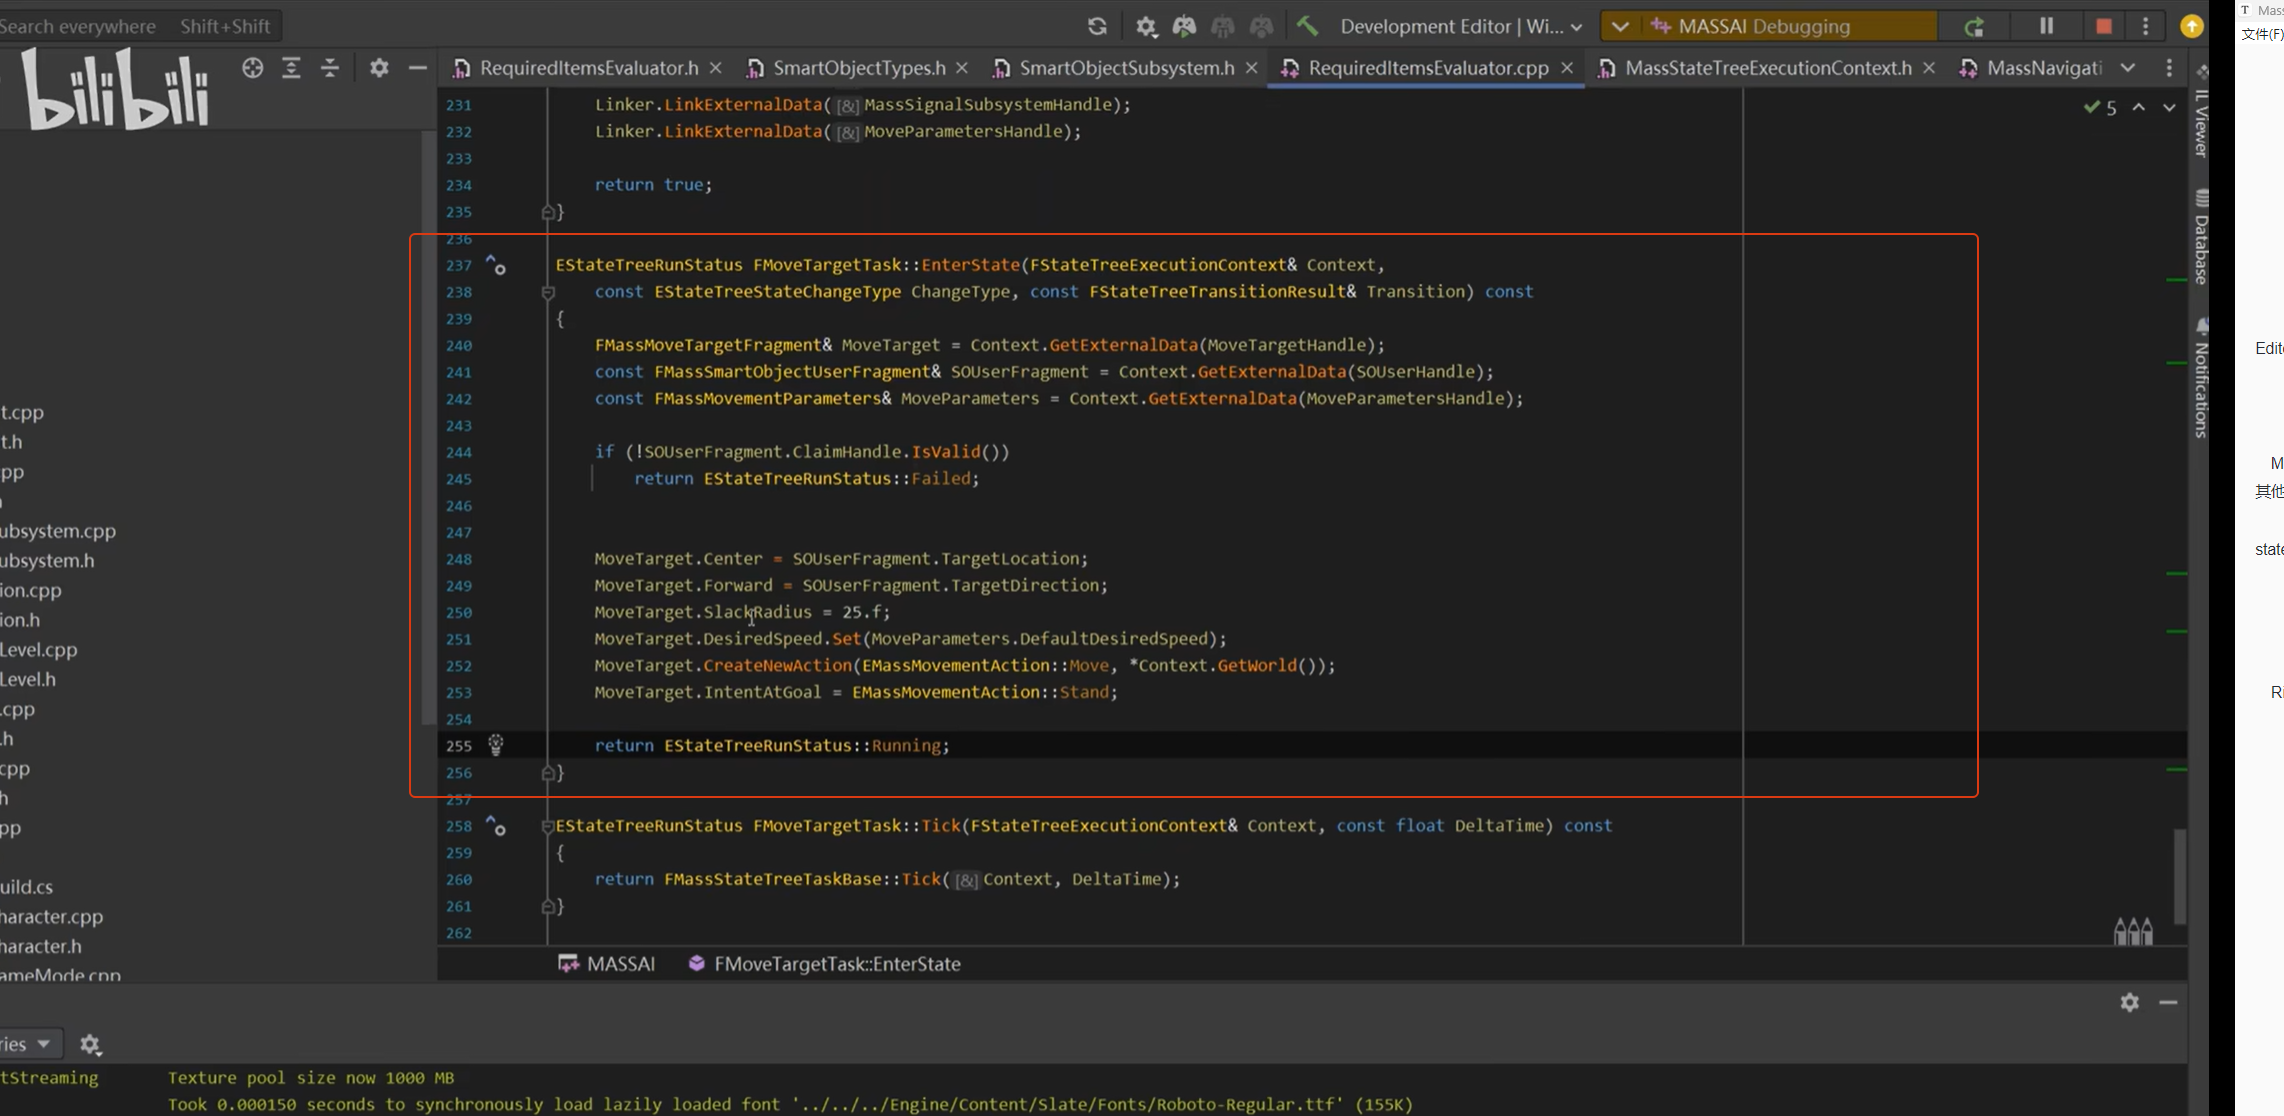 Search everywhere Shift+Shift
Development Editor | Wi...
MASSAI Debugging
bilibili
RequiredItemsEvaluator.h
SmartObjectTypes.h
SmartObjectSubsystem.h
RequiredItemsEvaluator.cpp
MassStateTreeExecutionContext.h
MassNavigati
5
231 Linker.LinkExternalData([&]MassSignalSubsystemHandle);
232 Linker.LinkExternalData([&]MoveParametersHandle);
233
234 return true;
235 }
236
237 EStateTreeRunStatus FMoveTargetTask::EnterState(FStateTreeExecutionContext& Context,
238 const EStateTreeStateChangeType ChangeType, const FStateTreeTransitionResult& Transition) const
239 {
240 FMassMoveTargetFragment& MoveTarget = Context.GetExternalData(MoveTargetHandle);
241 const FMassSmartObjectUserFragment& SOUserFragment = Context.GetExternalData(SOUserHandle);
242 const FMassMovementParameters& MoveParameters = Context.GetExternalData(MoveParametersHandle);
243
244 if (!SOUserFragment.ClaimHandle.IsValid())
245 return EStateTreeRunStatus::Failed;
246
247
248 MoveTarget.Center = SOUserFragment.TargetLocation;
249 MoveTarget.Forward = SOUserFragment.TargetDirection;
250 MoveTarget.SlackRadius = 25.f;
251 MoveTarget.DesiredSpeed.Set(MoveParameters.DefaultDesiredSpeed);
252 MoveTarget.CreateNewAction(EMassMovementAction::Move, *Context.GetWorld());
253 MoveTarget.IntentAtGoal = EMassMovementAction::Stand;
254
255 return EStateTreeRunStatus::Running;
256 }
257
258 EStateTreeRunStatus FMoveTargetTask::Tick(FStateTreeExecutionContext& Context, const float DeltaTime) const
259 {
260 return FMassStateTreeTaskBase::Tick([&]Context, DeltaTime);
261 }
262
t.cpp
t.h
pp
ubsystem.cpp
ubsystem.h
ion.cpp
ion.h
Level.cpp
Level.h
.cpp
.h
cpp
h
pp
uild.cs
haracter.cpp
haracter.h
ameMode.cpp
MASSAI
FMoveTargetTask::EnterState
IL Viewer
Database
Notifications
ries
tStreaming Texture pool size now 1000 MB
Took 0.000150 seconds to synchronously load lazily loaded font '../../../Engine/Content/Slate/Fonts/Roboto-Regular.ttf' (155K)
T Mass
文件(F)
Edit
M
其他
state
Ri